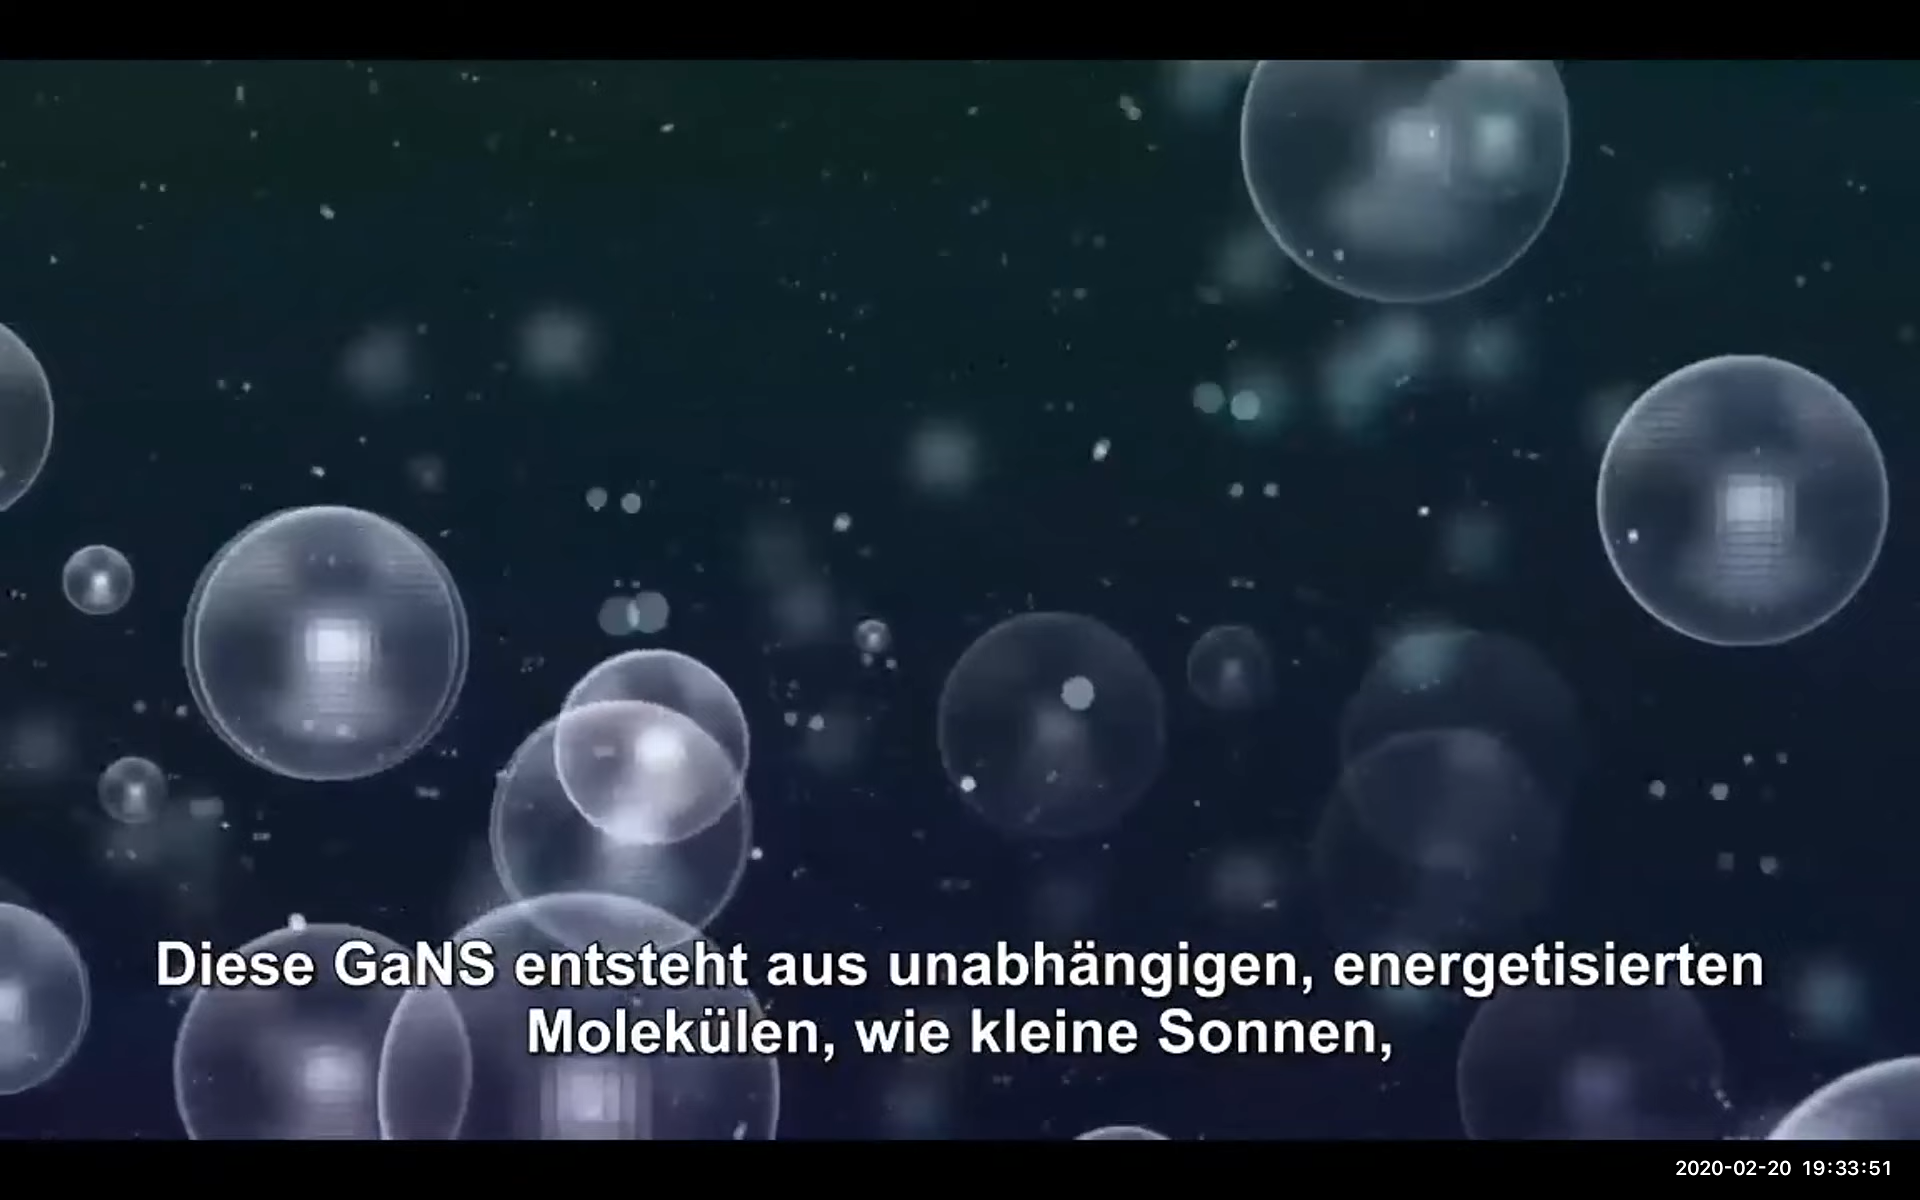 Diese GaNS entsteht aus unabhängigen, energetisierten
Molekülen, wie kleine Sonnen,
2020-02-20 19:33:51